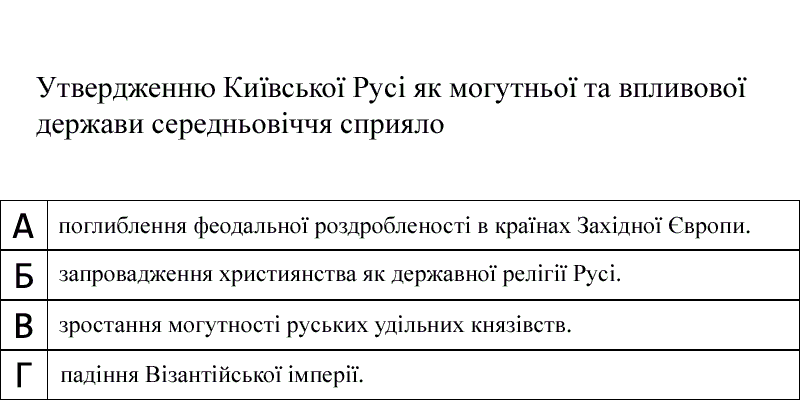 Утвердженню Київської Русі як могутньої та впливової
держави середньовіччя сприяло
А поглиблення феодальної роздробленості в країнах Західної Європи.
Б запровадження християнства як державної релігії Русі.
В зростання могутності руських удільних князівств.
Г падіння Візантійської імперії.